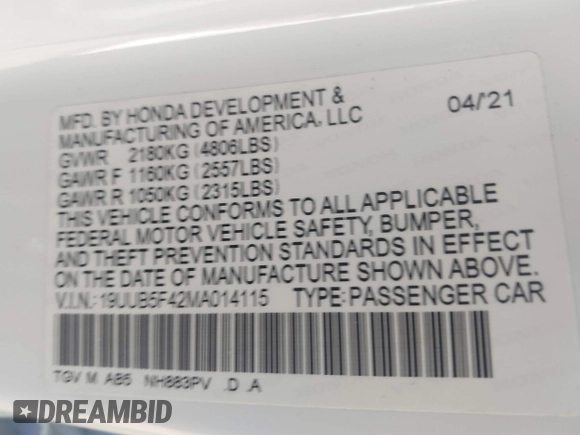 MFD. BY HONDA DEVELOPMENT &
MANUFACTURING OF AMERICA, LLC 04/'21
GVWR 2180KG (4806LBS)
GAWR F 1160KG (2557LBS)
GAWR R 1050KG (2315LBS)
THIS VEHICLE CONFORMS TO ALL APPLICABLE
FEDERAL MOTOR VEHICLE SAFETY, BUMPER,
AND THEFT PREVENTION STANDARDS IN EFFECT
ON THE DATE OF MANUFACTURE SHOWN ABOVE.
V.I.N.:19UUB5F42MA014115 TYPE:PASSENGER CAR
TGV M A85 NH883PV .D .A
DREAMBID